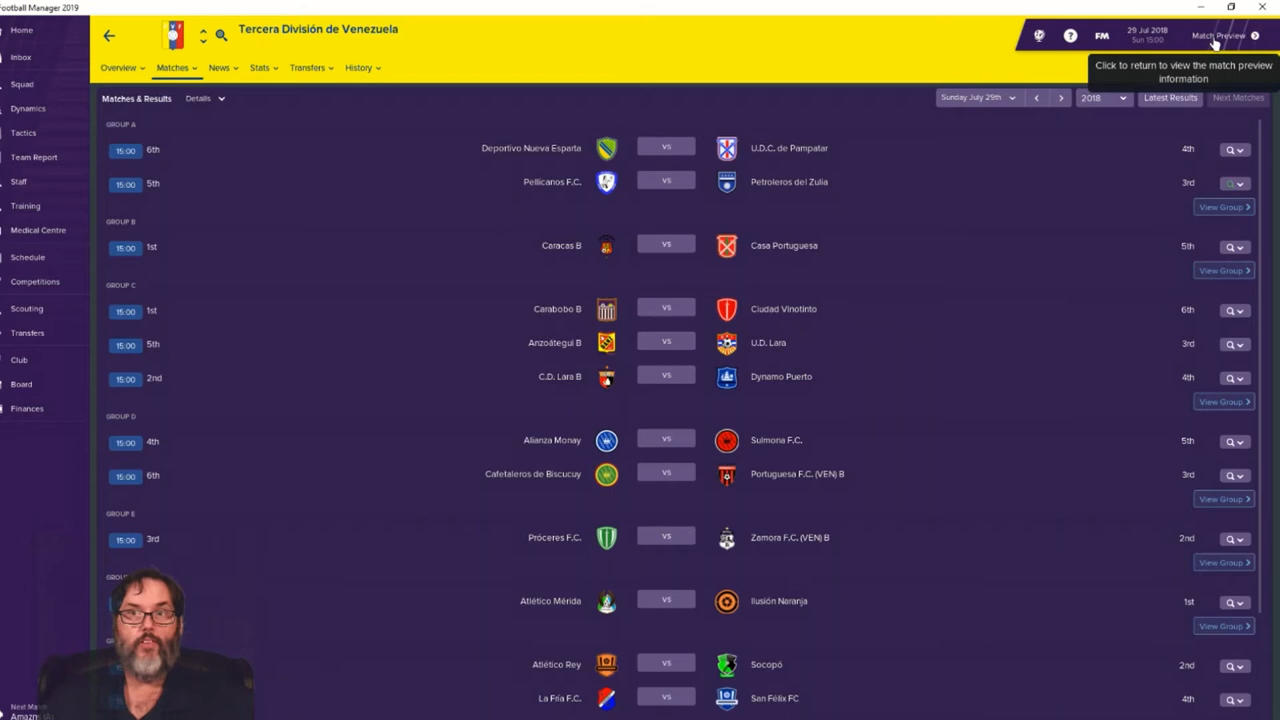 Football Manager 2019
Home
Inbox
Squad
Dynamics
Tactics
Team Report
Staff
Training
Medical Centre
Schedule
Competitions
Scouting
Transfers
Club
Board
Finances
Next Match
Amazn
Tercera División de Venezuela
29 Jul 2018
Sun 15:00
FM
Match Preview
Click to return to view the match preview
information
Overview Matches News Stats Transfers History
Matches & Results Details Sunday July 29th 2018 Latest Results Next Matches
GROUP A
15:00 6th Deportivo Nueva Esparta vs U.D.C. de Pampatar 4th
15:00 5th Pellicanos F.C. vs Petroleros del Zulia 3rd
View Group
GROUP B
15:00 1st Caracas B vs Casa Portuguesa 5th
View Group
GROUP C
15:00 1st Carabobo B vs Ciudad Vinotinto 6th
15:00 5th Anzoátegui B vs U.D. Lara 3rd
15:00 2nd C.D. Lara B vs Dynamo Puerto 4th
View Group
GROUP D
15:00 4th Alianza Monay vs Sulmona F.C. 5th
15:00 6th Cafetaleros de Biscucuy vs Portuguesa F.C. (VEN) B 3rd
View Group
GROUP E
15:00 3rd Próceres F.C. vs Zamora F.C. (VEN) B 2nd
View Group
Atlético Mérida vs Ilusión Naranja 1st
View Group
Atlético Rey vs Socopó 2nd
La Fría F.C. vs San Félix FC 4th